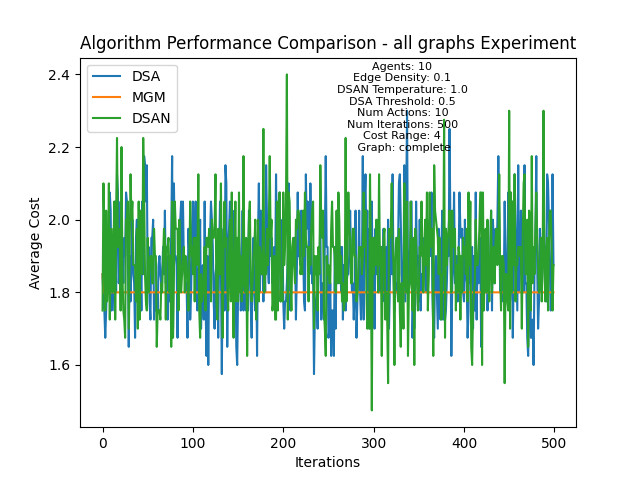 Algorithm Performance Comparison - all graphs Experiment
Agents: 10
Edge Density: 0.1
DSAN Temperature: 1.0
DSA Threshold: 0.5
Num Actions: 10
Num Iterations: 500
Cost Range: 4
Graph: complete
DSA
MGM
DSAN
Average Cost
2.4
2.2
2.0
1.8
1.6
0
100
200
300
400
500
Iterations